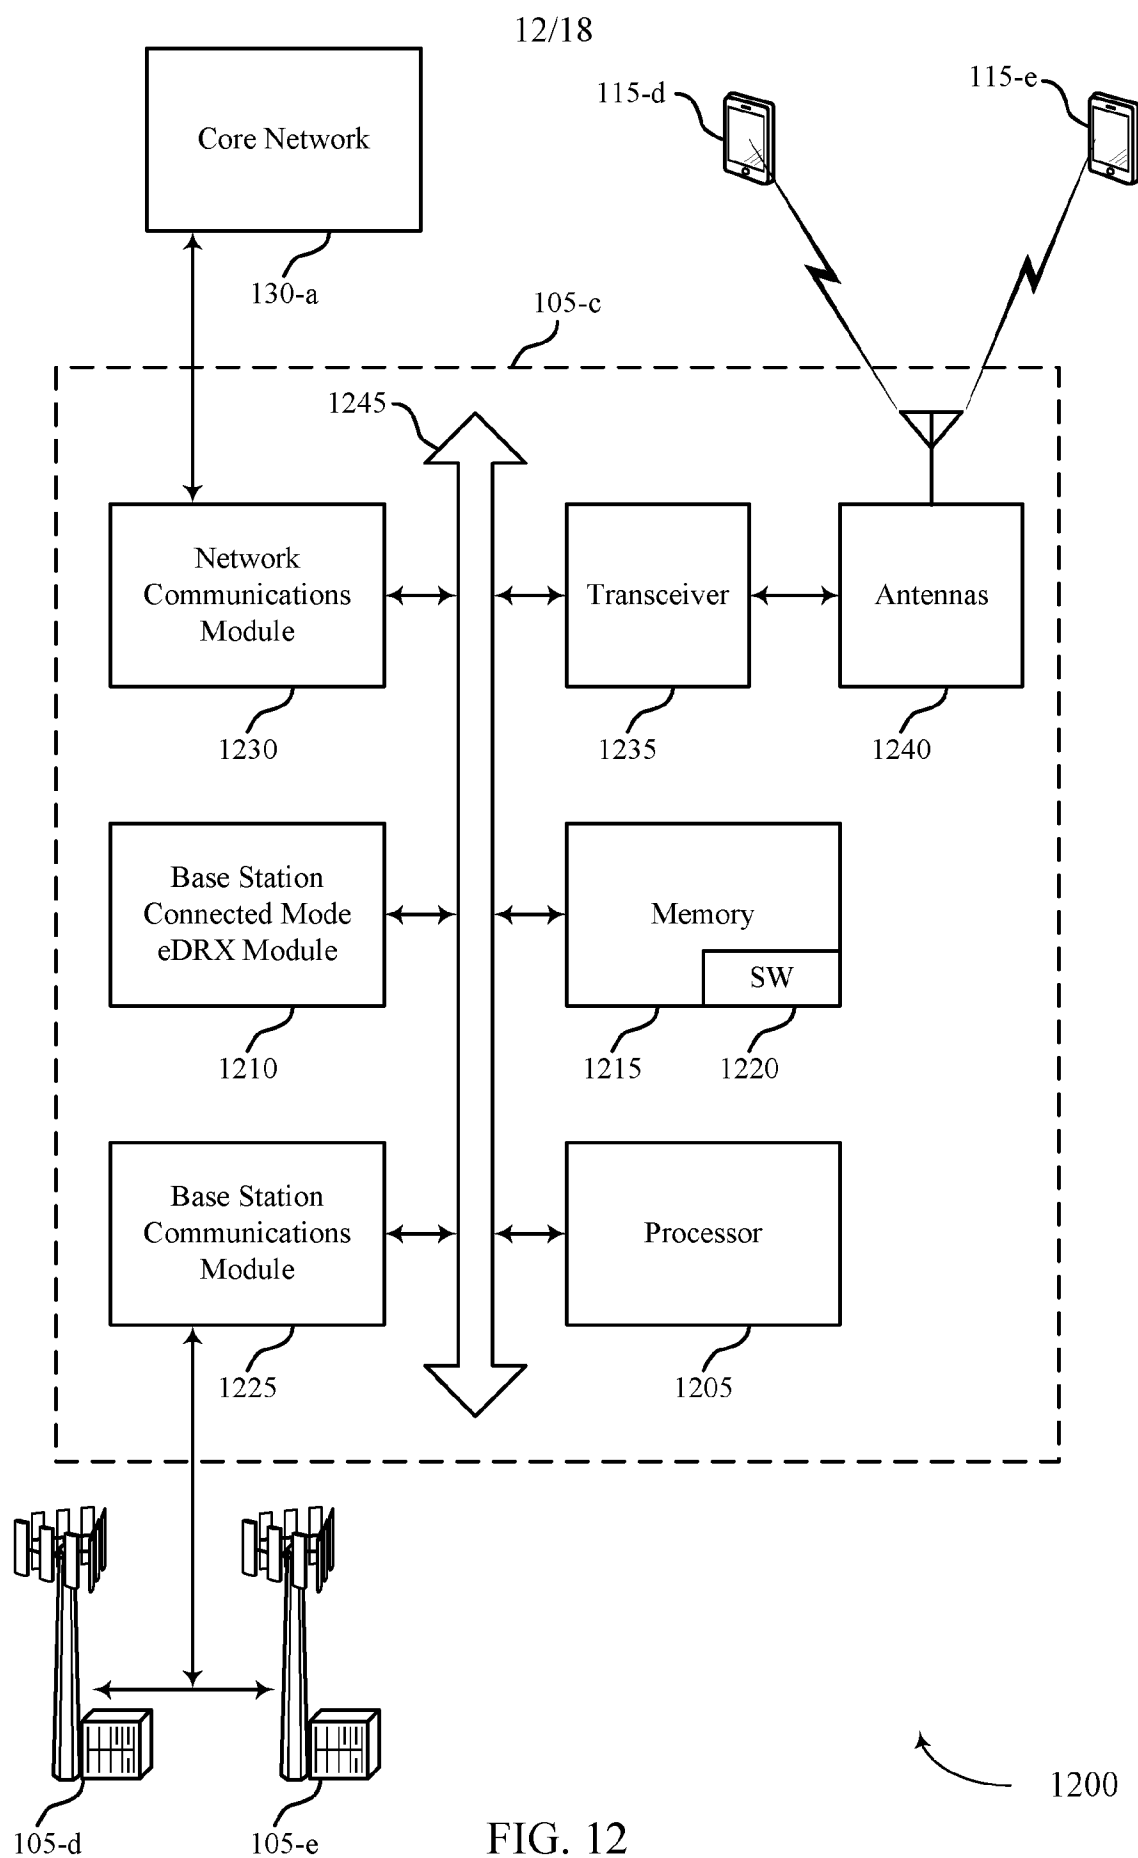 12/18
115-d
115-e
Core Network
130-a
105-c
1245
Network
Communications
Module
Transceiver
Antennas
1230
1235
1240
Base Station
Connected Mode
eDRX Module
Memory
SW
1210
1215
1220
Base Station
Communications
Module
Processor
1225
1205
1200
105-d
105-e
FIG. 12